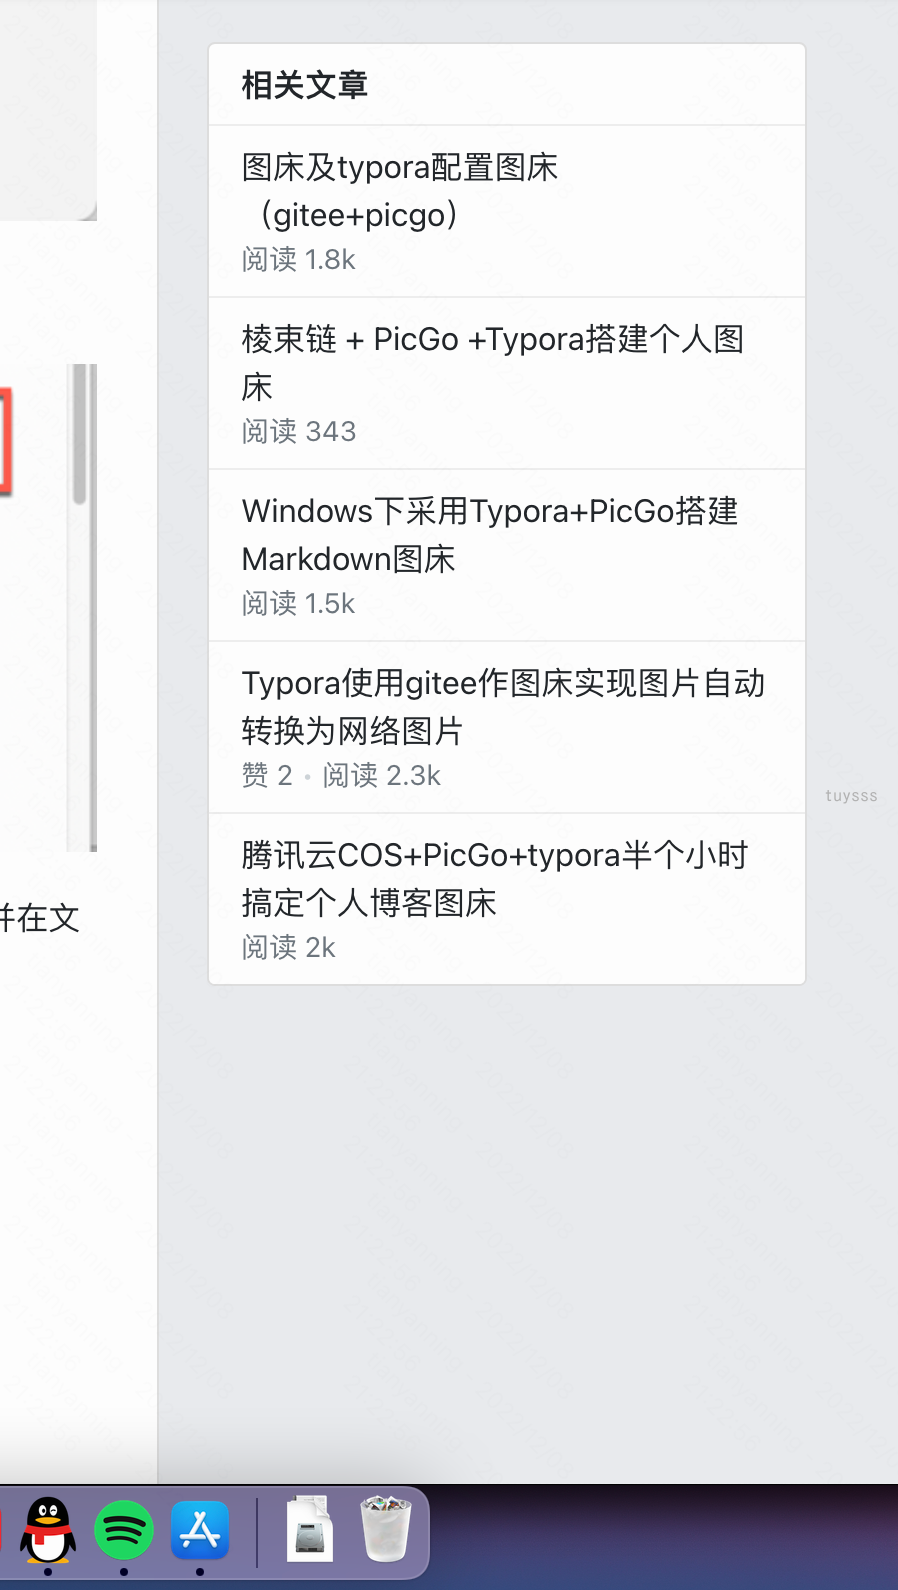 相关文章
图床及typora配置图床
（gitee+picgo）
阅读 1.8k
棱束链 + PicGo +Typora搭建个人图
床
阅读 343
Windows下采用Typora+PicGo搭建
Markdown图床
阅读 1.5k
Typora使用gitee作图床实现图片自动
转换为网络图片
赞 2 · 阅读 2.3k
tuysss
腾讯云COS+PicGo+typora半个小时
搞定个人博客图床
阅读 2k
并在文